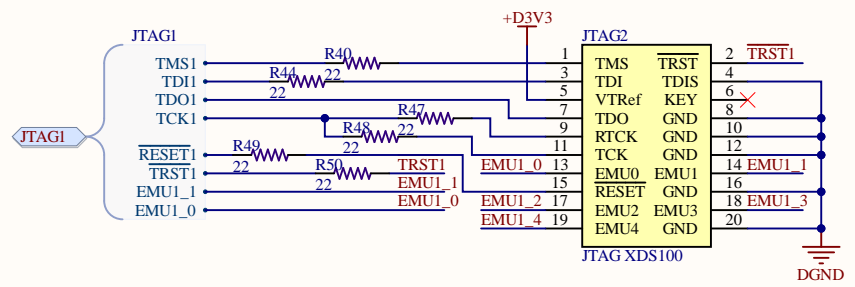 +D3V3
JTAG1 JTAG2
TMS1 R40 22 1 TMS TRST 2 TRST1
TDI1 R44 22 3 TDI TDIS 4
TDO1 5 VTRef KEY 6
TCK1 R47 22 7 TDO GND 8
R48 22 9 RTCK GND 10
JTAG1
RESET1 R49 22 11 TCK GND 12
TRST1 R50 22 TRST1 EMU1_0 13 EMU0 EMU1 14 EMU1_1
EMU1_1 EMU1_1 15 RESET GND 16
EMU1_0 EMU1_0 EMU1_2 17 EMU2 EMU3 18 EMU1_3
EMU1_4 19 EMU4 GND 20
JTAG XDS100
DGND